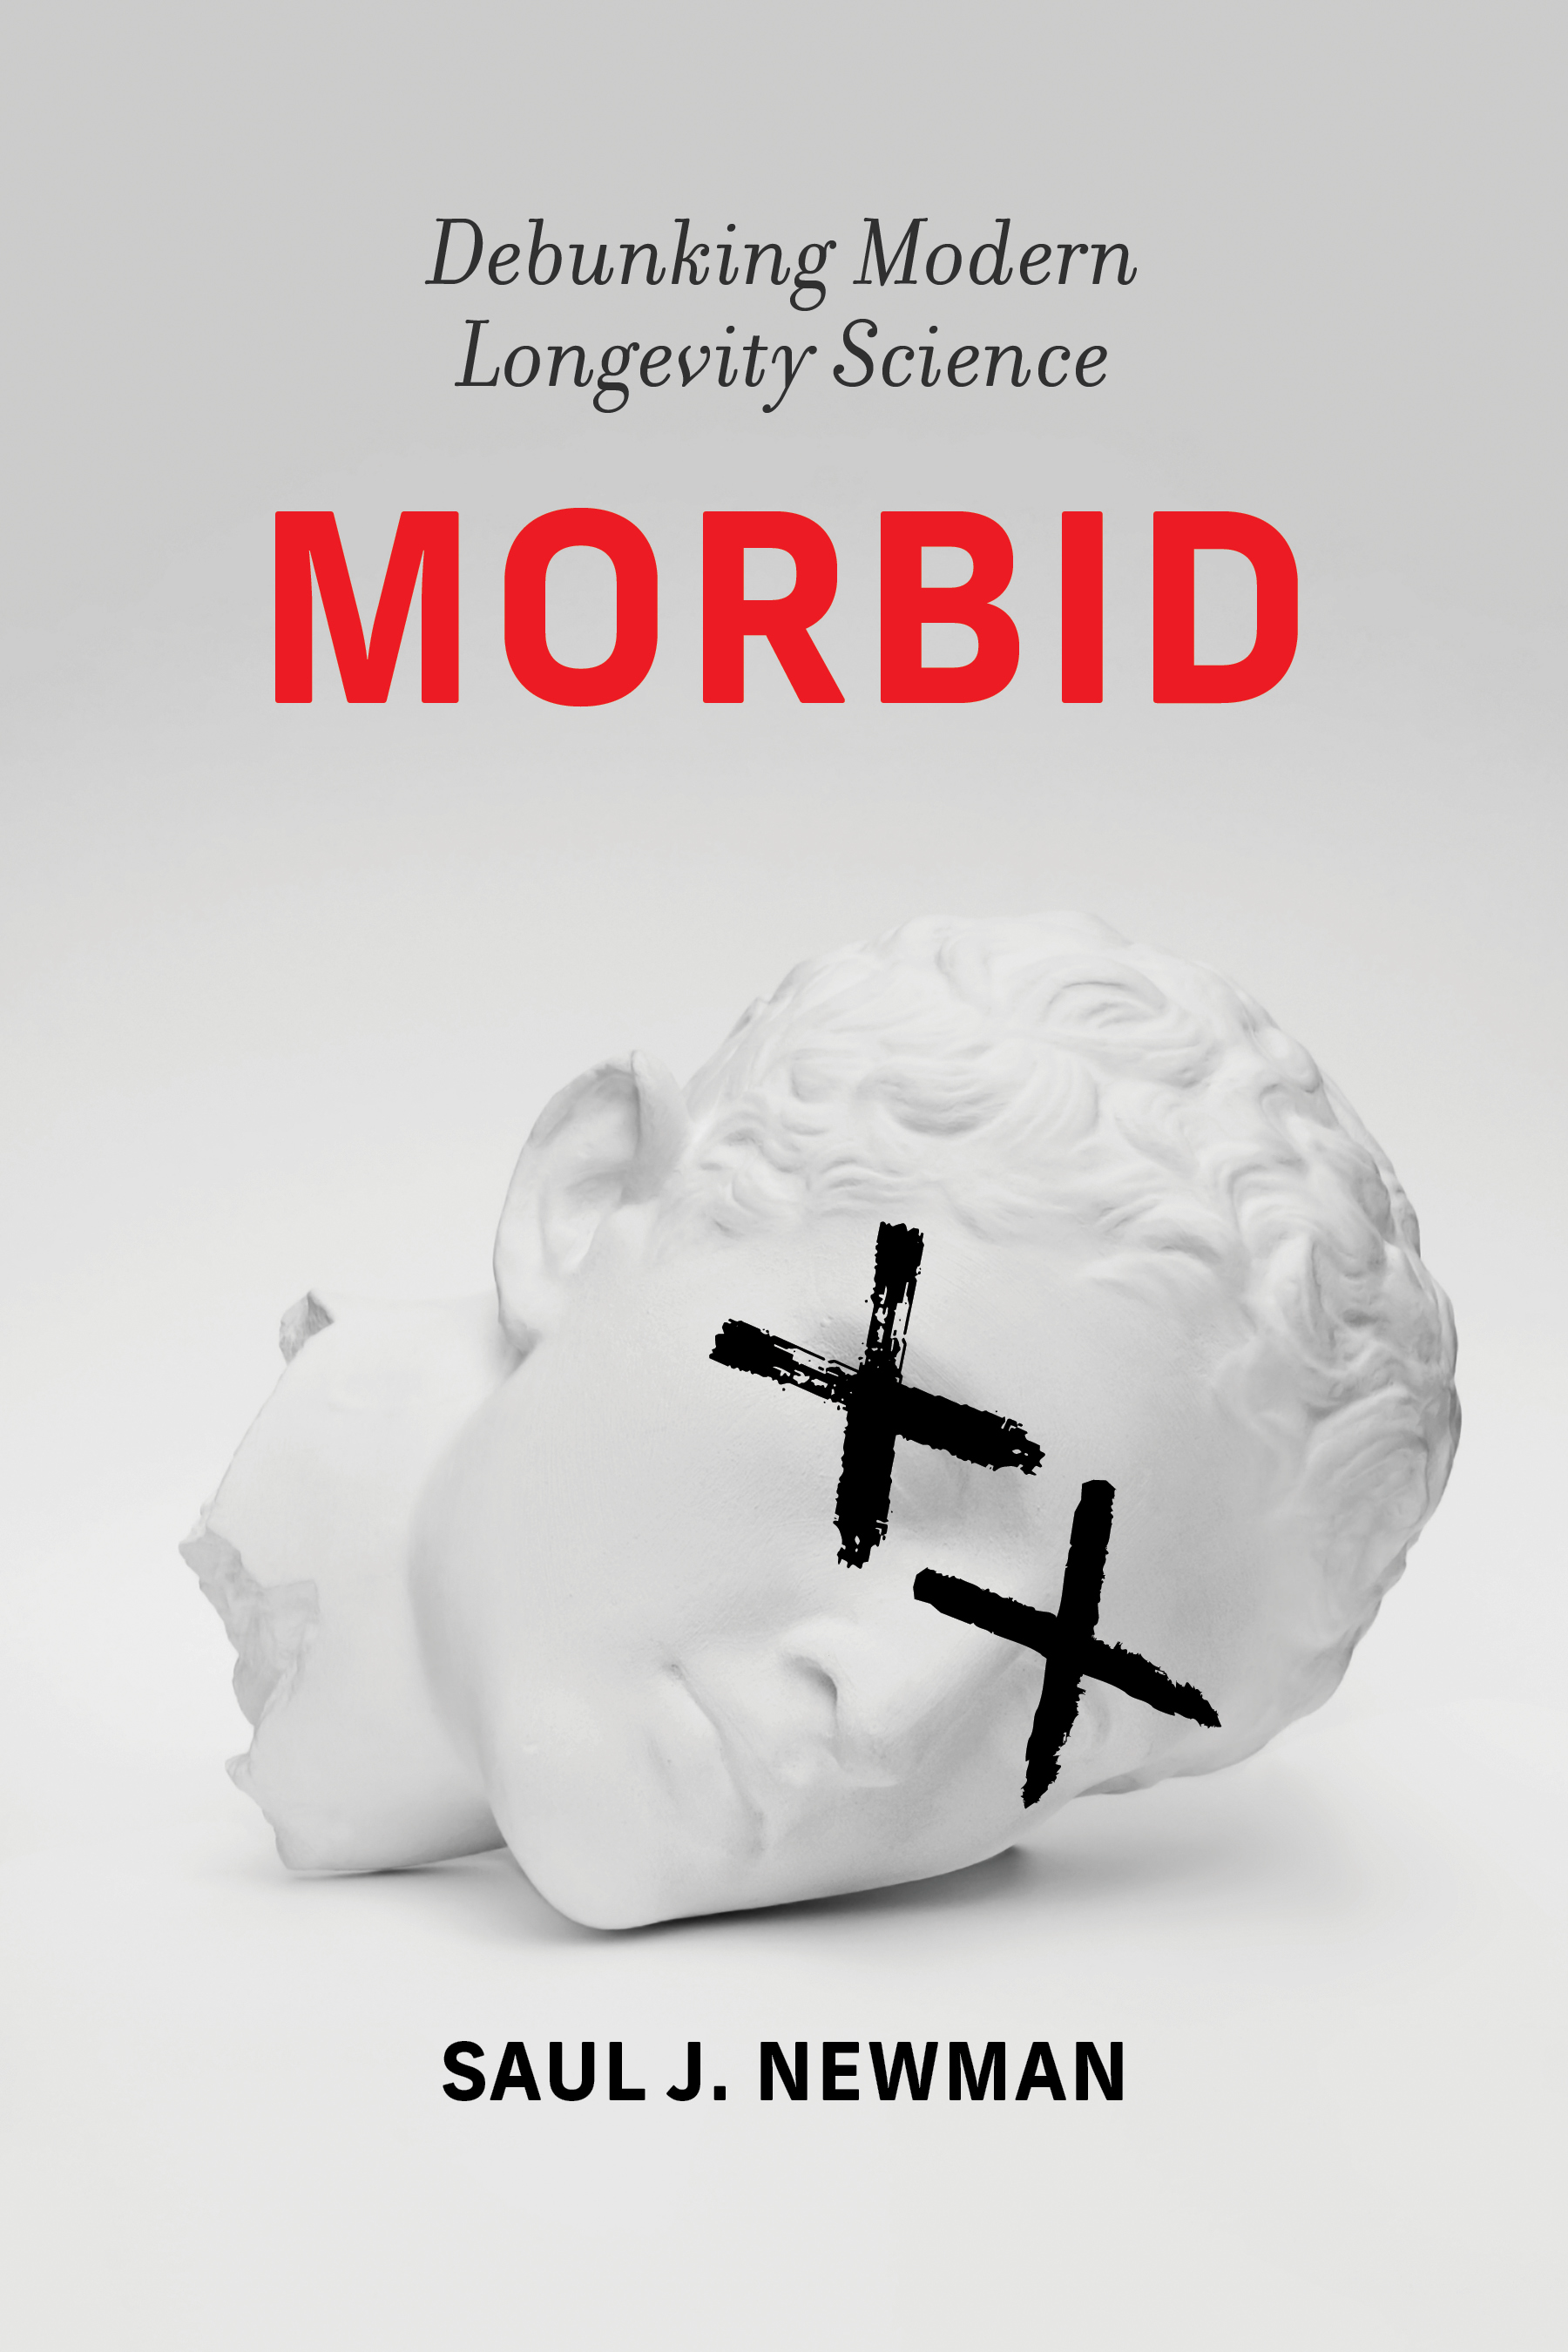 Debunking Modern
Longevity Science
MORBID
SAUL J. NEWMAN